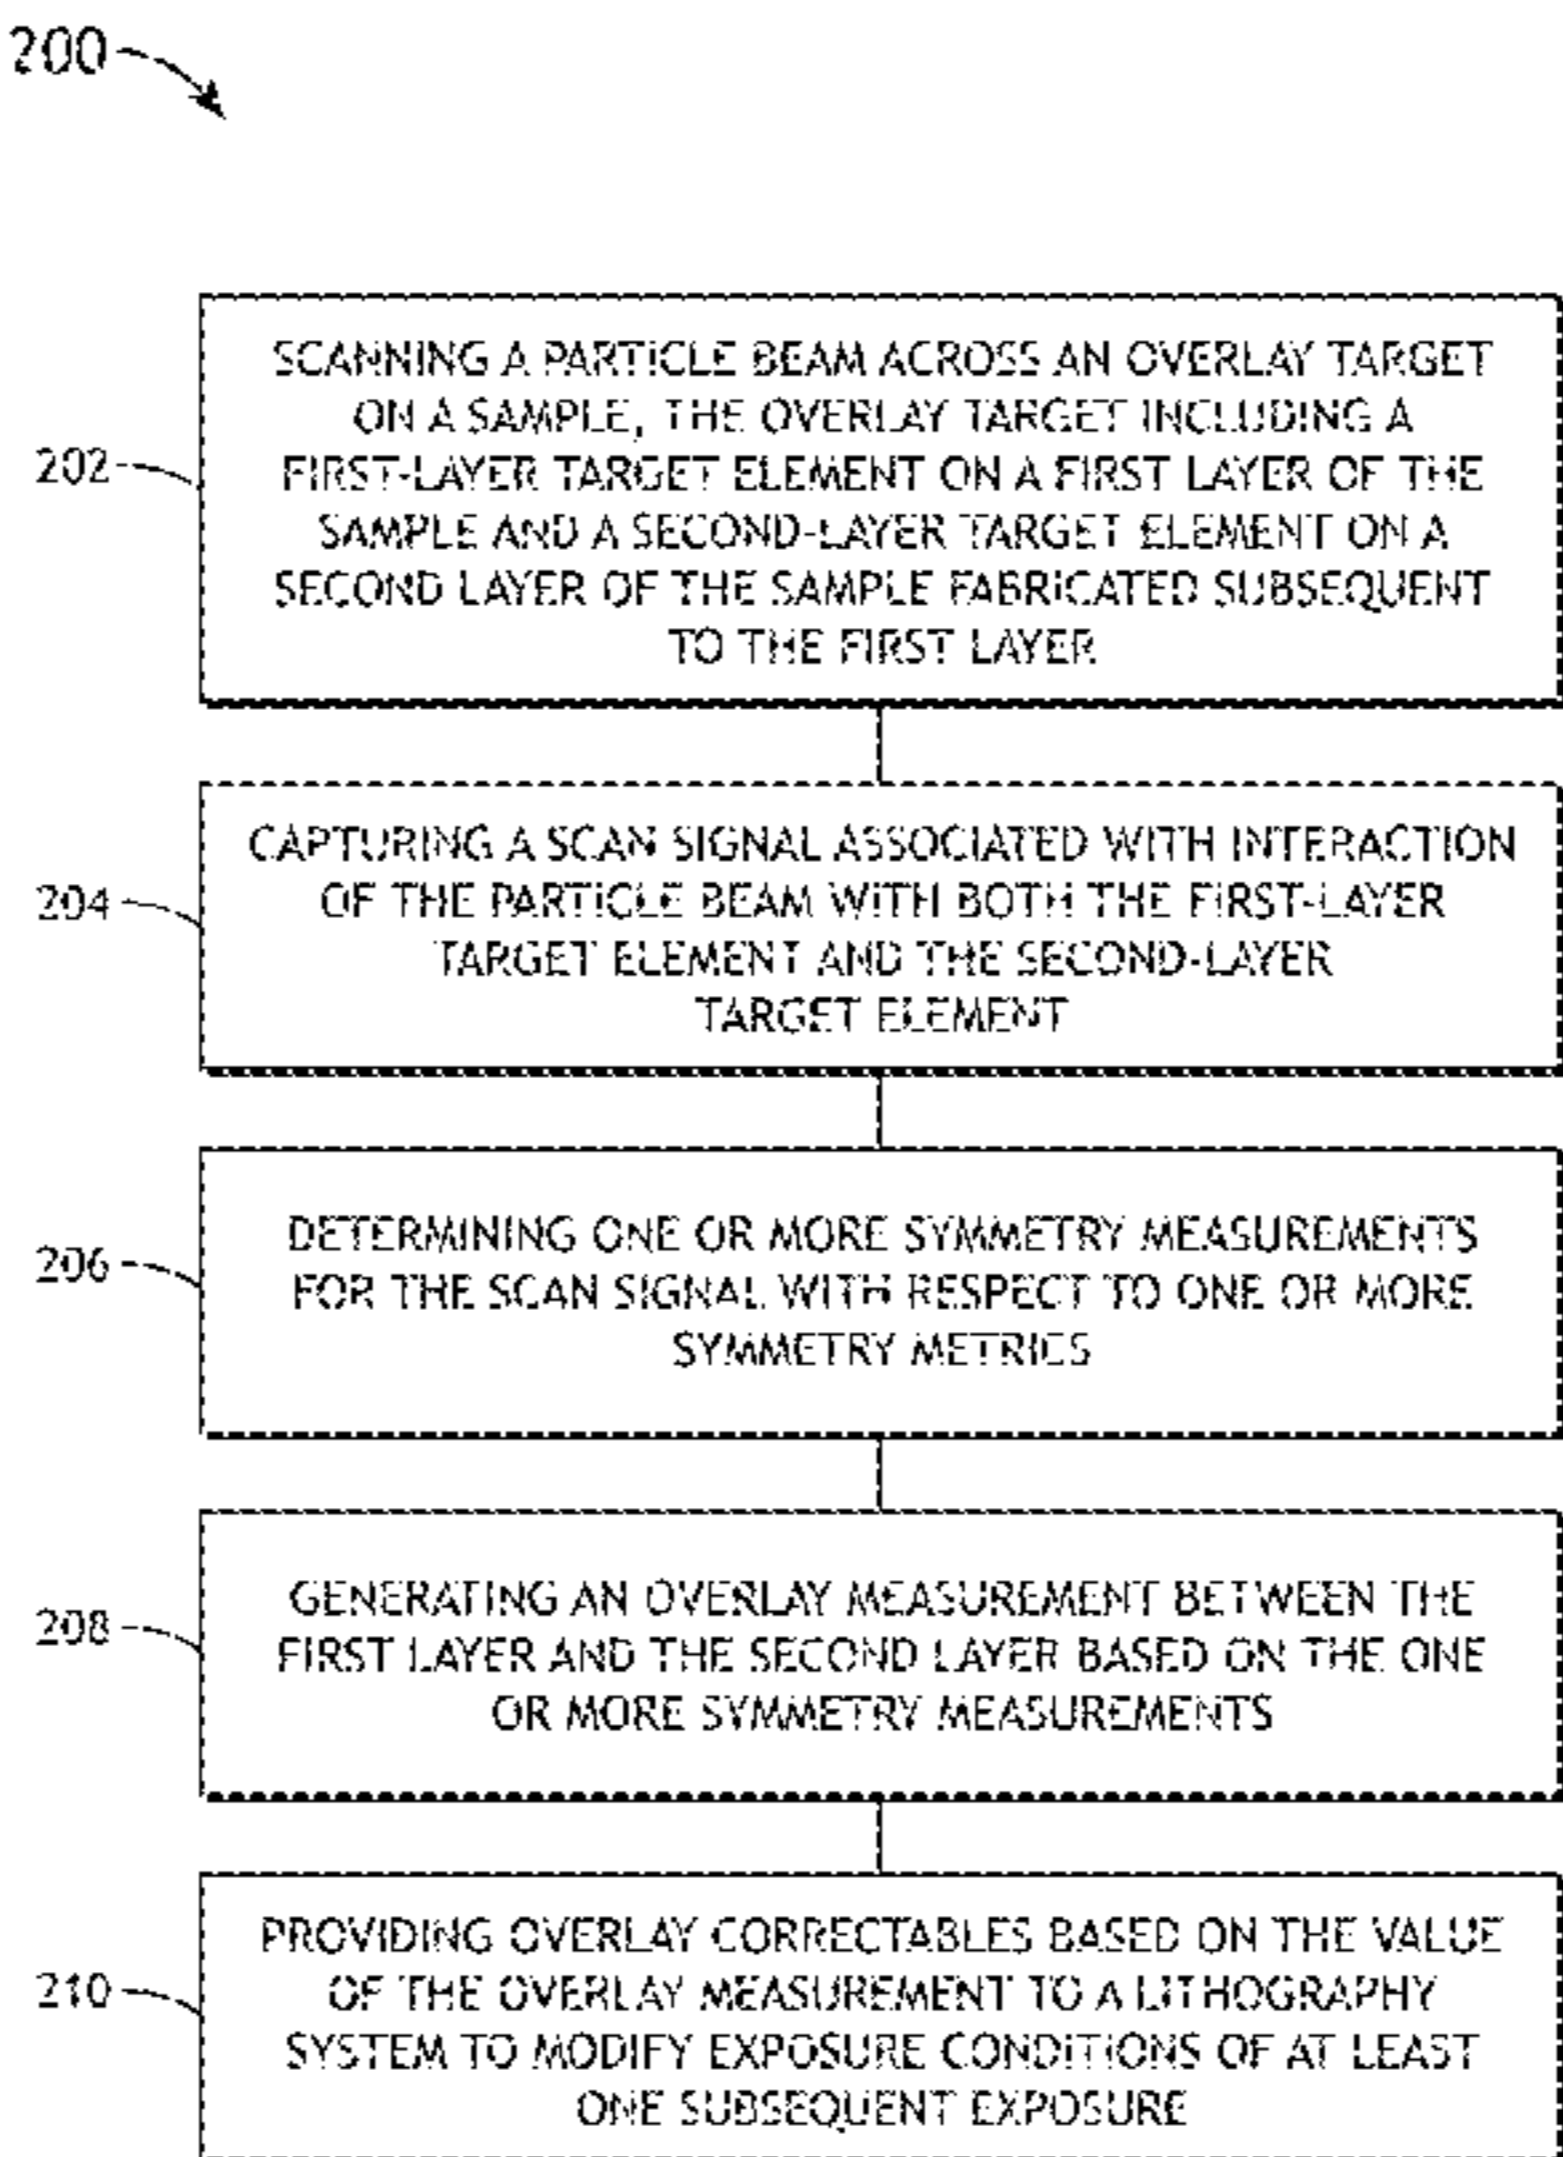 200
SCANNING A PARTICLE BEAM ACROSS AN OVERLAY TARGET
ON A SAMPLE, THE OVERLAY TARGET INCLUDING A
202
FIRST-LAYER TARGET ELEMENT ON A FIRST LAYER OF THE
SAMPLE AND A SECOND-LAYER TARGET ELEMENT ON A
SECOND LAYER OF THE SAMPLE FABRICATED SUBSEQUENT
TO THE FIRST LAYER
CAPTURING A SCAN SIGNAL ASSOCIATED WITH INTERACTION
204
OF THE PARTICLE BEAM WITH BOTH THE FIRST-LAYER
TARGET ELEMENT AND THE SECOND-LAYER
TARGET ELEMENT
DETERMINING ONE OR MORE SYMMETRY MEASUREMENTS
206
FOR THE SCAN SIGNAL WITH RESPECT TO ONE OR MORE
SYMMETRY METRICS
GENERATING AN OVERLAY MEASUREMENT BETWEEN THE
208
FIRST LAYER AND THE SECOND LAYER BASED ON THE ONE
OR MORE SYMMETRY MEASUREMENTS
PROVIDING OVERLAY CORRECTABLES BASED ON THE VALUE
210
OF THE OVERLAY MEASUREMENT TO A LITHOGRAPHY
SYSTEM TO MODIFY EXPOSURE CONDITIONS OF AT LEAST
ONE SUBSEQUENT EXPOSURE